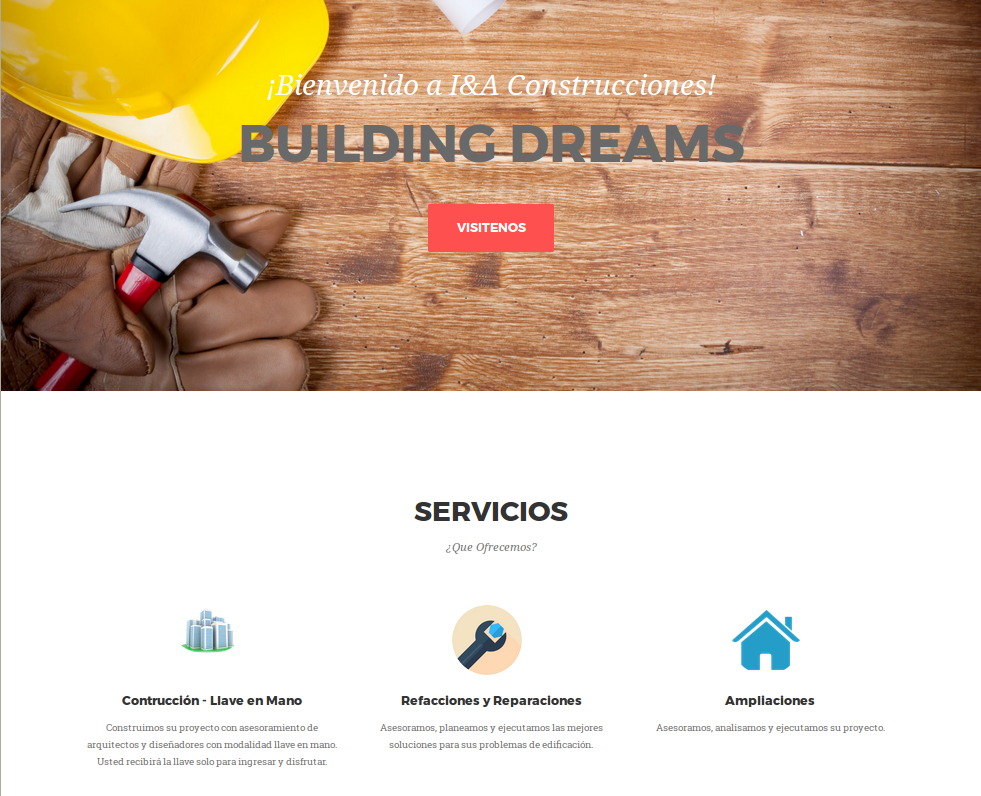 ¡Bienvenido a I&A Construcciones!
BUILDING DREAMS
VISITENOS
SERVICIOS
¿Que Ofrecemos?
Contrucción - Llave en Mano
Construimos su proyecto con asesoramiento de
arquitectos y diseñadores con modalidad llave en mano.
Usted recibirá la llave solo para ingresar y disfrutar.
Refacciones y Reparaciones
Asesoramos, planeamos y ejecutamos las mejores
soluciones para sus problemas de edificación.
Ampliaciones
Asesoramos, analisamos y ejecutamos su proyecto.